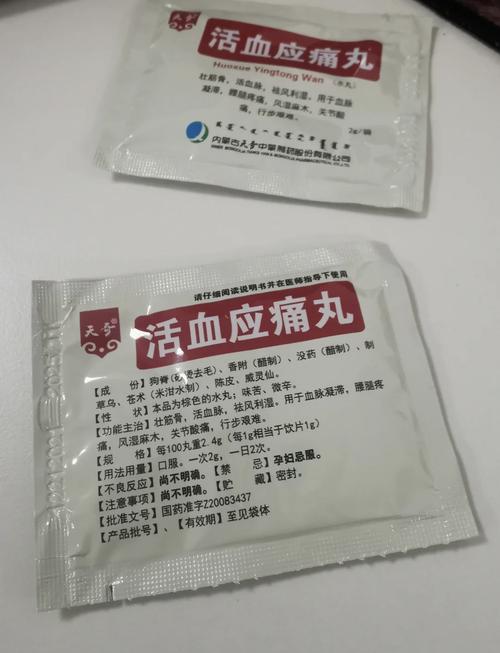 天奇
活血应痛丸
Huoxue Yingtong Wan （水丸）
壮筋骨，活血脉，祛风利湿，用于血脉
凝滞，腰腿疼痛，风湿麻木，关节酸
痛，行步艰难。
2g/袋
内蒙古天奇中蒙制药股份有限公司
请仔细阅读说明书并在医师指导下使用
天奇
活血应痛丸
【成 份】狗脊(砂烫去毛)、香附(醋制)、没药(醋制)、制
草乌、苍术(米泔水制)、陈皮、威灵仙。
【性 状】本品为棕色的水丸；味苦、微辛。
【功能主治】壮筋骨，活血脉，祛风利湿。用于血脉凝滞，腰腿疼
痛，风湿麻木，关节酸痛，行步艰难。
【规 格】每100丸重2.4g（每1g相当于饮片1g）
【用法用量】口服。一次2g，一日2次。
【不良反应】尚不明确。【禁 忌】孕妇忌服。
【注意事项】尚不明确。【贮 藏】密封。
【批准文号】国药准字Z20083437
【产品批号】、【有效期】至见袋体